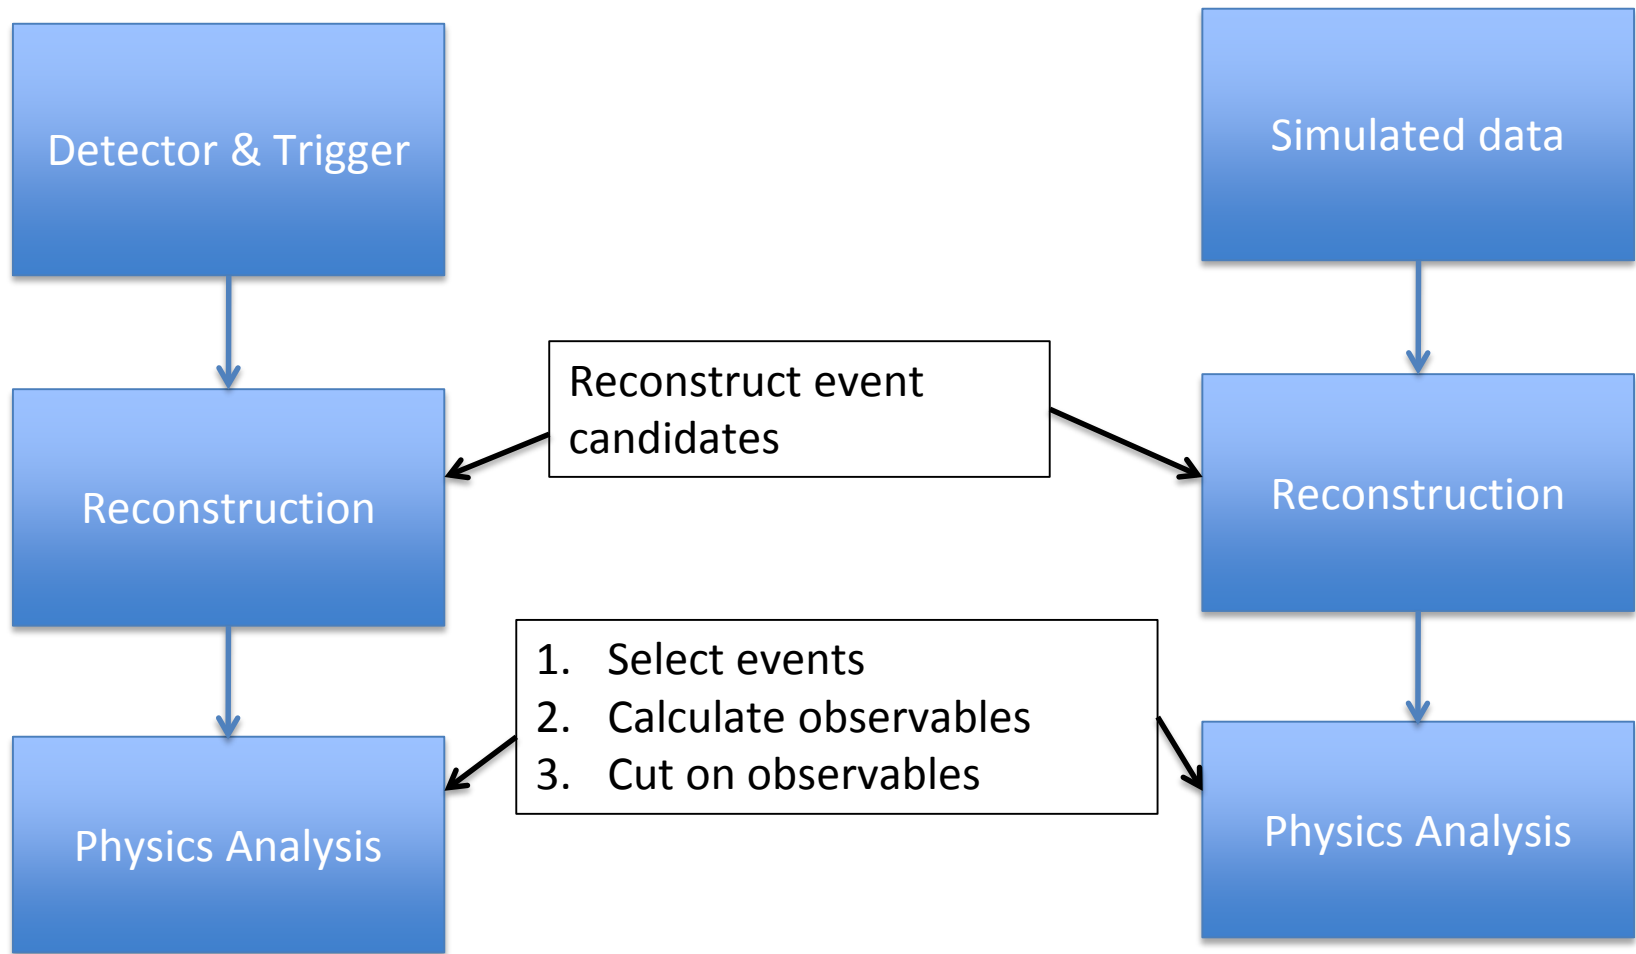 Detector & Trigger
Simulated data
Reconstruct event
candidates
Reconstruction
Reconstruction
1. Select events
2. Calculate observables
3. Cut on observables
Physics Analysis
Physics Analysis